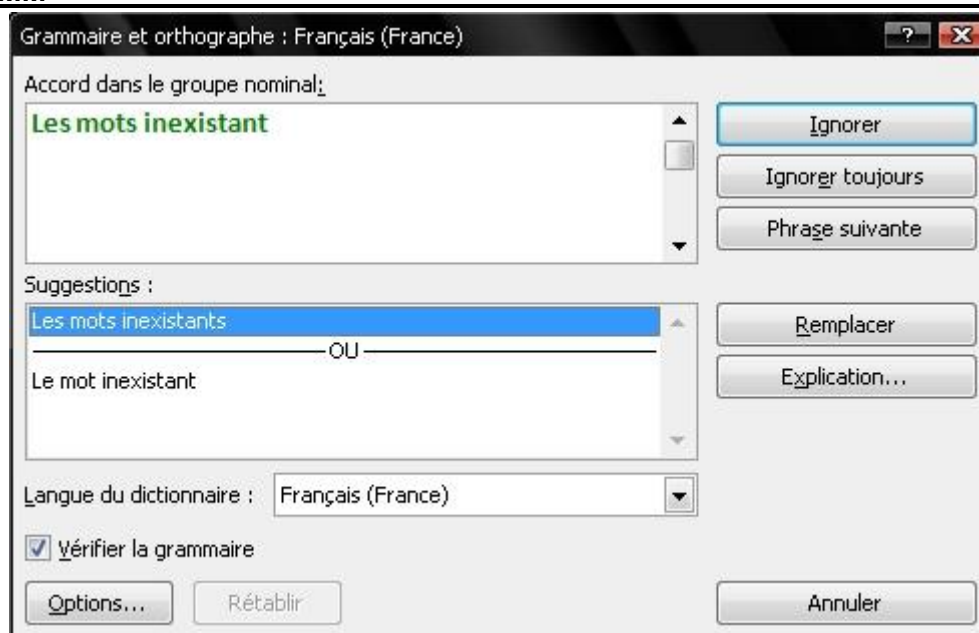 Grammaire et orthographe : Français (France)
Accord dans le groupe nominal:
Les mots inexistant
Ignorer
Ignorer toujours
Phrase suivante
Suggestions :
Les mots inexistants
OU
Le mot inexistant
Remplacer
Explication...
Langue du dictionnaire : Français (France)
Vérifier la grammaire
Options... Rétablir Annuler